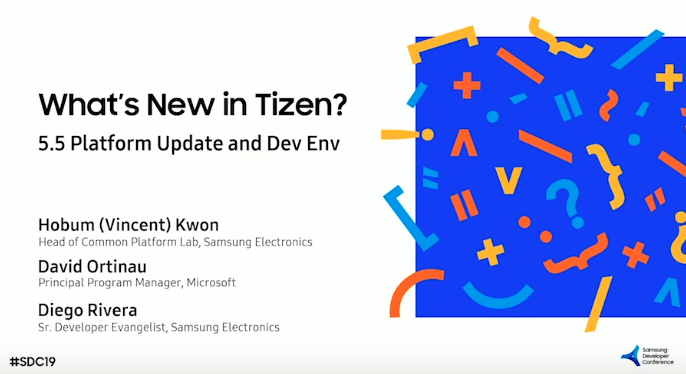 What's New in Tizen?
5.5 Platform Update and Dev Env
Hobum (Vincent) Kwon
Head of Common Platform Lab, Samsung Electronics
David Ortinau
Principal Program Manager, Microsoft
Diego Rivera
Sr. Developer Evangelist, Samsung Electronics
#SDC19
Samsung
Developer
Conference